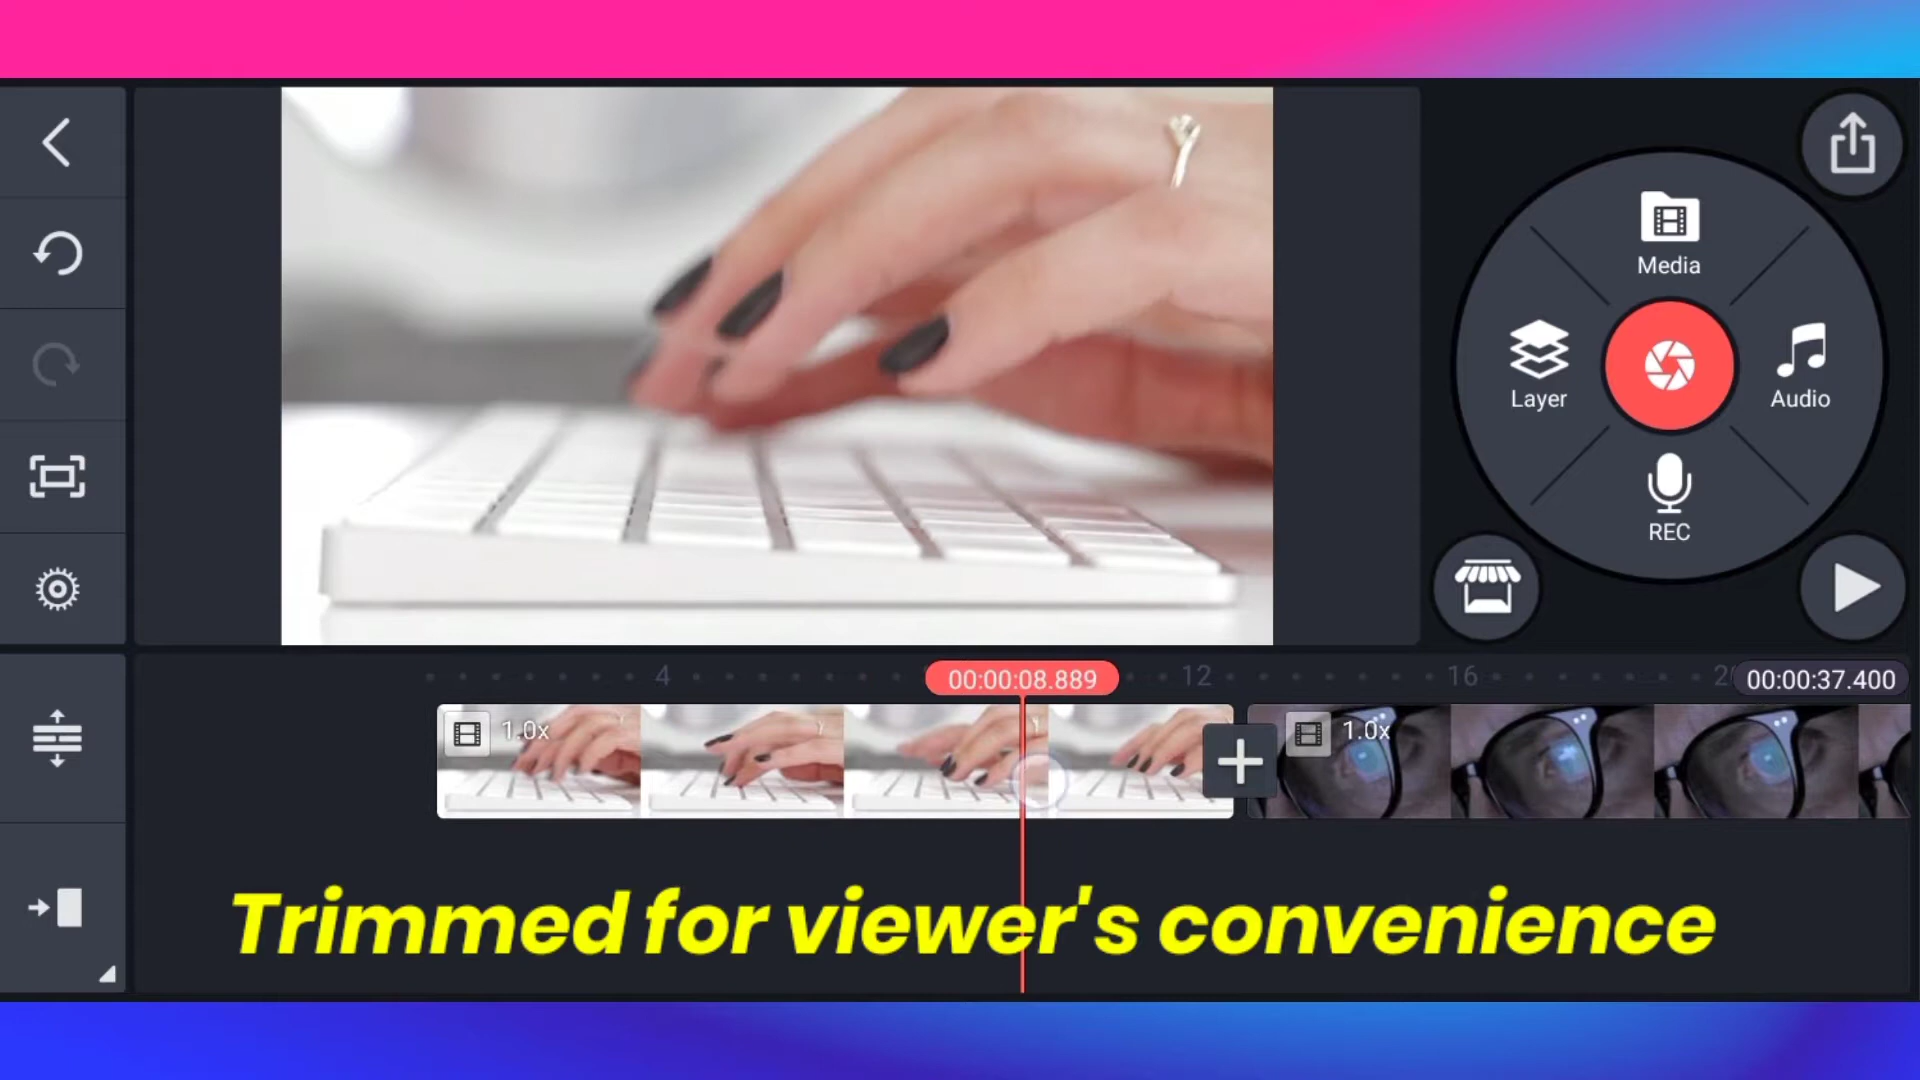 Media
Layer
Audio
REC
4
00:00:08.889
12
16
00:00:37.400
1.0x
1.0x
Trimmed for viewer's convenience